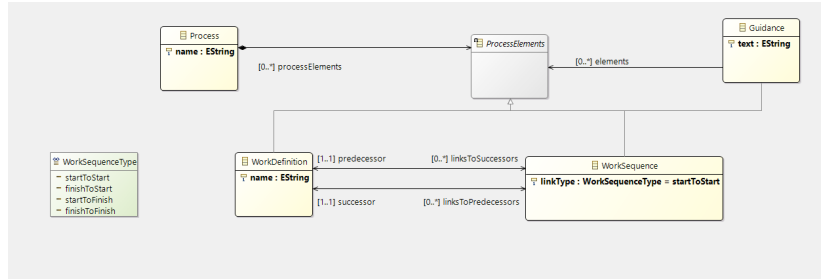 Process
name : EString
[0..*] processElements
ProcessElements
Guidance
text : EString
[0..*] elements
WorkSequenceType
startToStart
finishToStart
startToFinish
finishToFinish
WorkDefinition
name : EString
[1..1] predecessor
[0..*] linksToSuccessors
[1..1] successor
[0..*] linksToPredecessors
WorkSequence
linkType : WorkSequenceType = startToStart